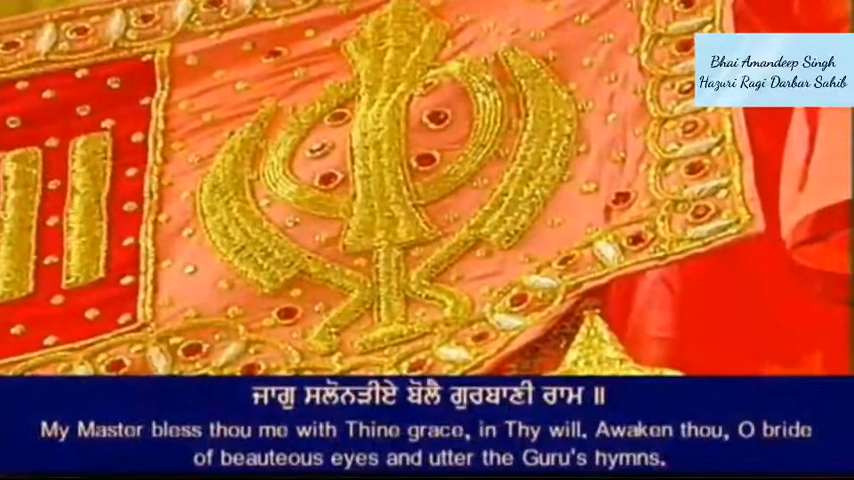 Bhai Amandeep Singh
Hazuri Ragi Darbar Sahib
ਜਾਗੁ ਸਲੋਨੜੀਏ ਬੋਲੈ ਗੁਰਬਾਣੀ ਰਾਮ ॥
My Master bless thou me with Thine grace, in Thy will, Awaken thou, O bride
of beauteous eyes and utter the Guru's hymns.